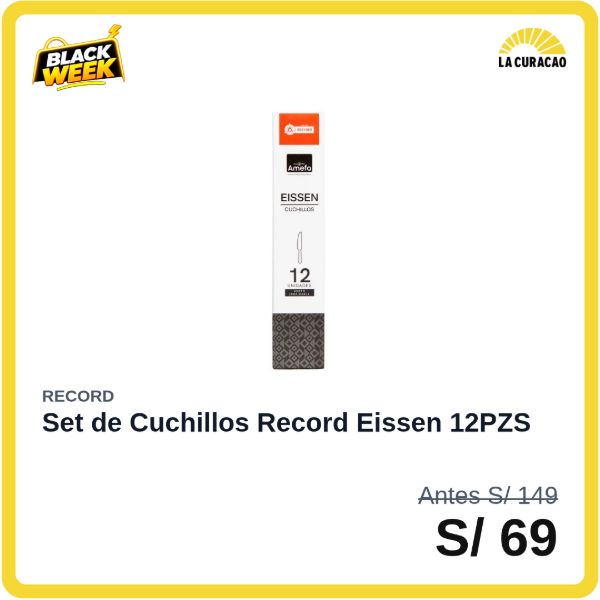 BLACK
WEEK
LA CURACAO
RECORD
Amefa
EISSEN
CUCHILLOS
12
UNIDADES
RECORD
Set de Cuchillos Record Eissen 12PZS
Antes S/ 149
S/ 69